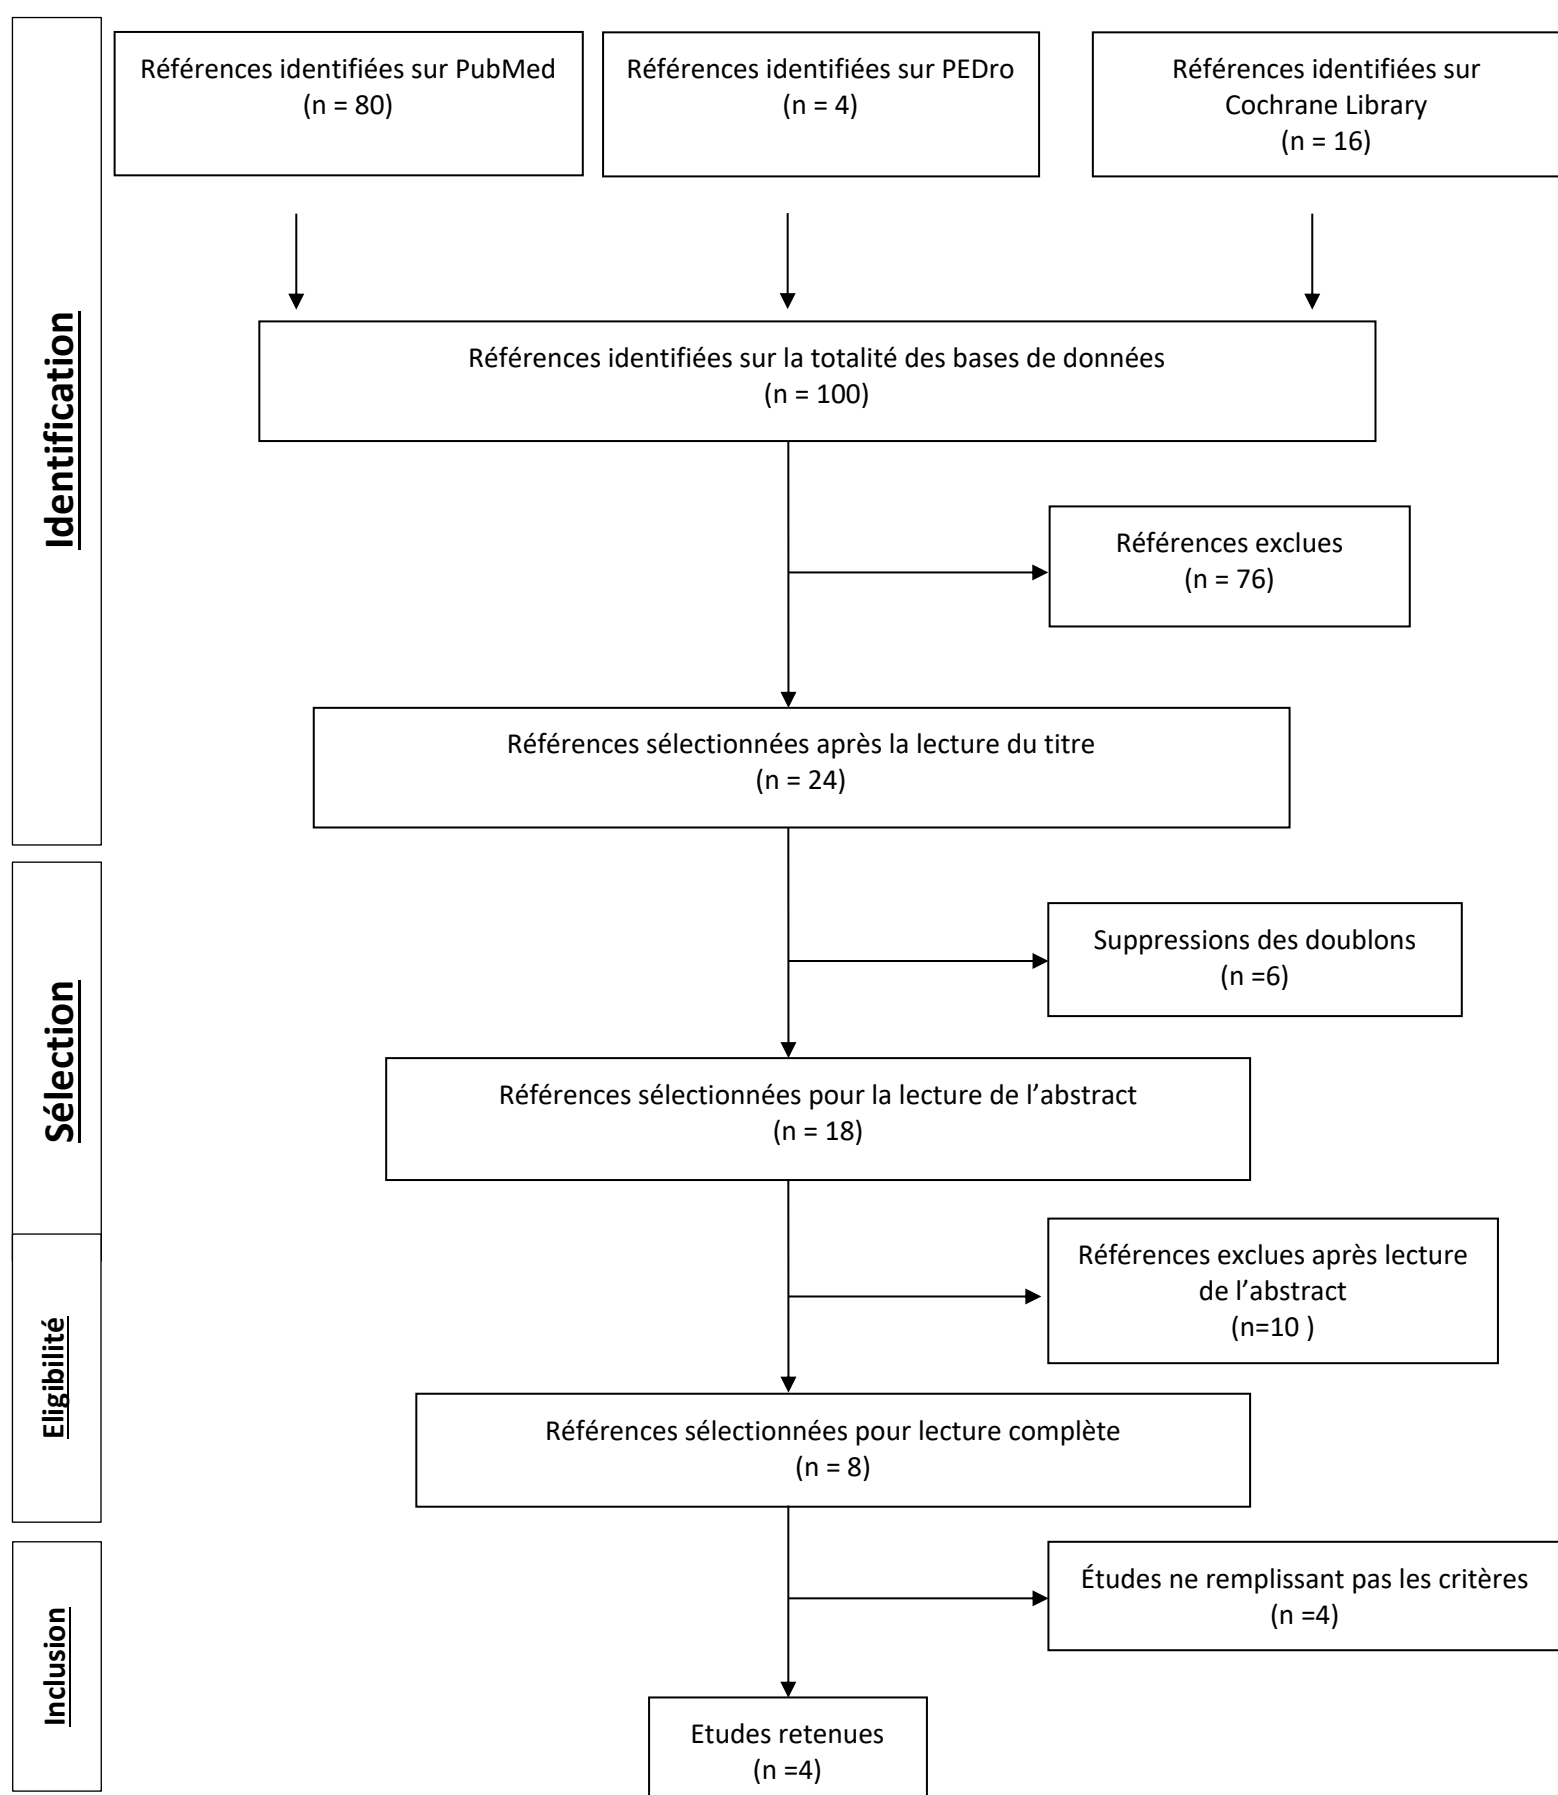 Identification
Références identifiées sur PubMed
(n = 80)
Références identifiées sur PEDro
(n = 4)
Références identifiées sur
Cochrane Library
(n = 16)
Références identifiées sur la totalité des bases de données
(n = 100)
Références exclues
(n = 76)
Références sélectionnées après la lecture du titre
(n = 24)
Sélection
Suppressions des doublons
(n =6)
Références sélectionnées pour la lecture de l’abstract
(n = 18)
Eligibilité
Références exclues après lecture
de l’abstract
(n=10 )
Références sélectionnées pour lecture complète
(n = 8)
Inclusion
Études ne remplissant pas les critères
(n =4)
Etudes retenues
(n =4)